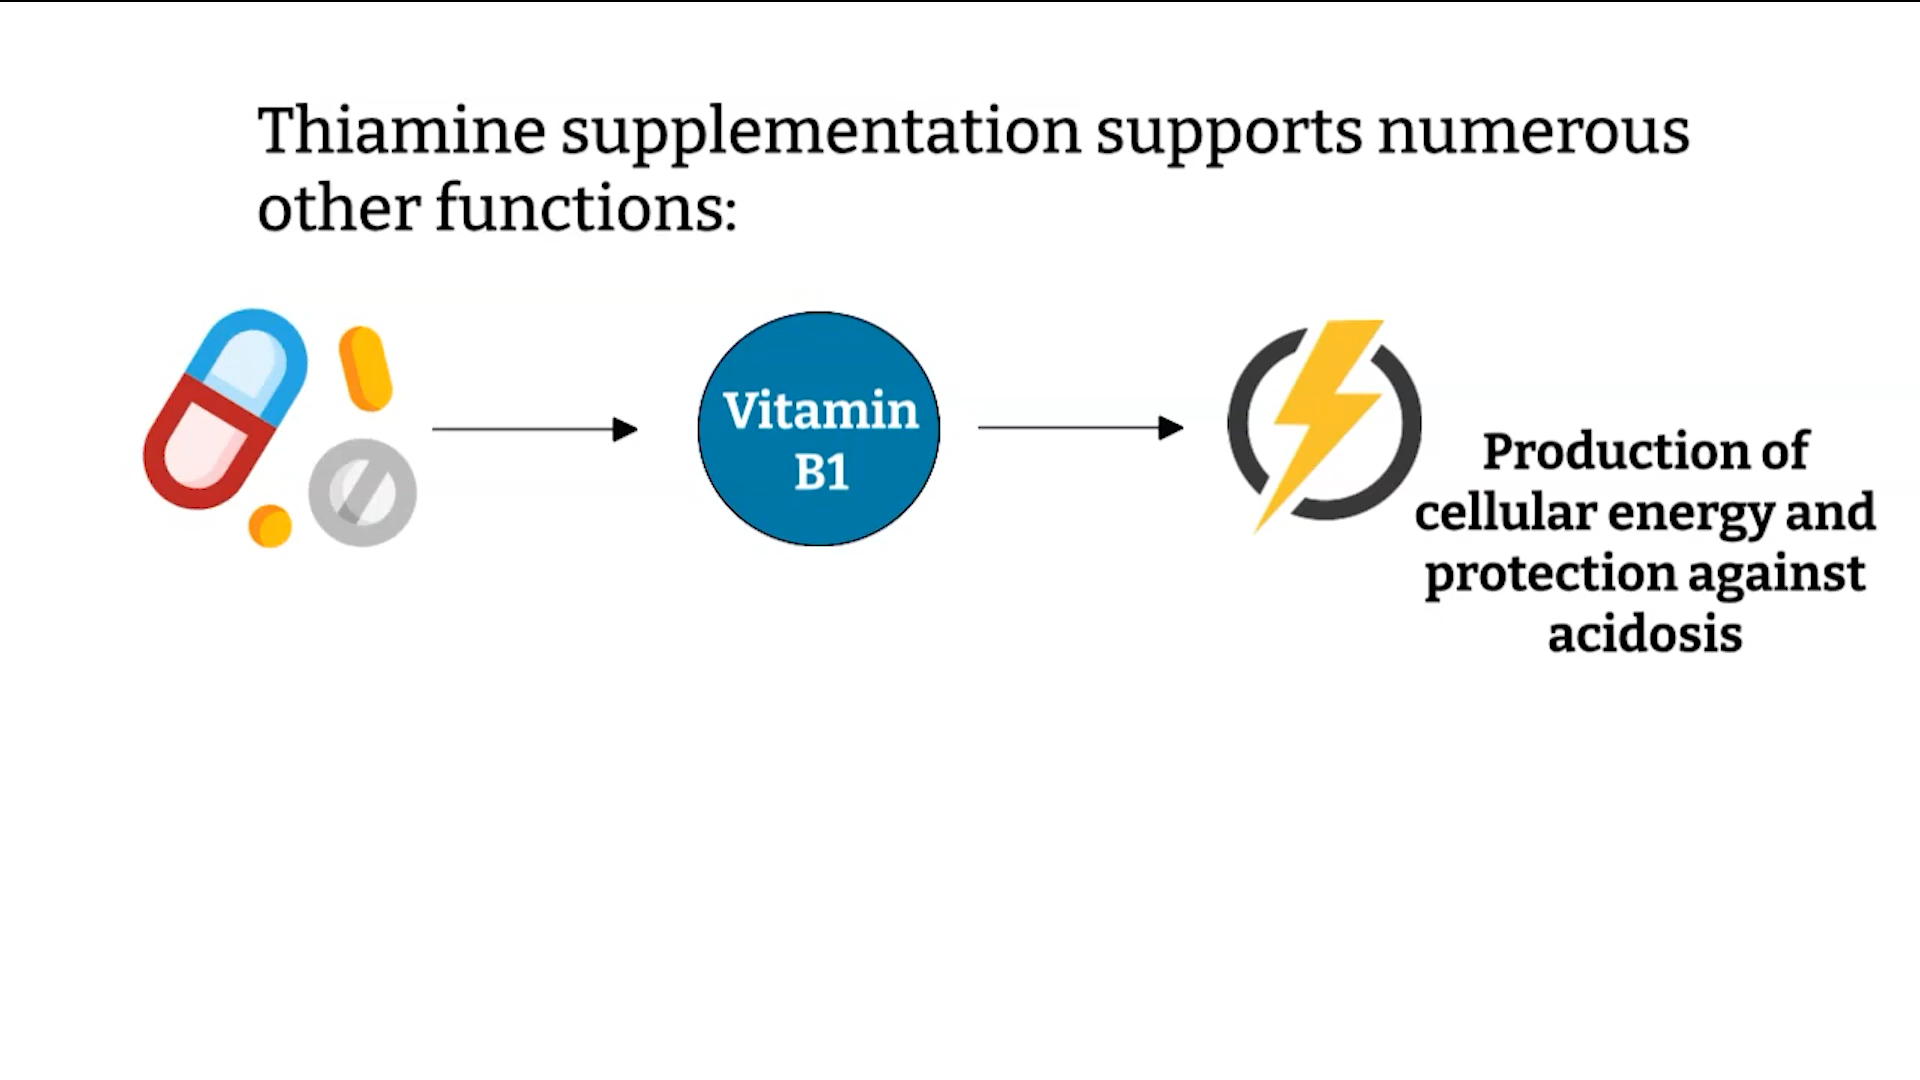 Thiamine supplementation supports numerous
other functions:
Vitamin
B1
Production of
cellular energy and
protection against
acidosis